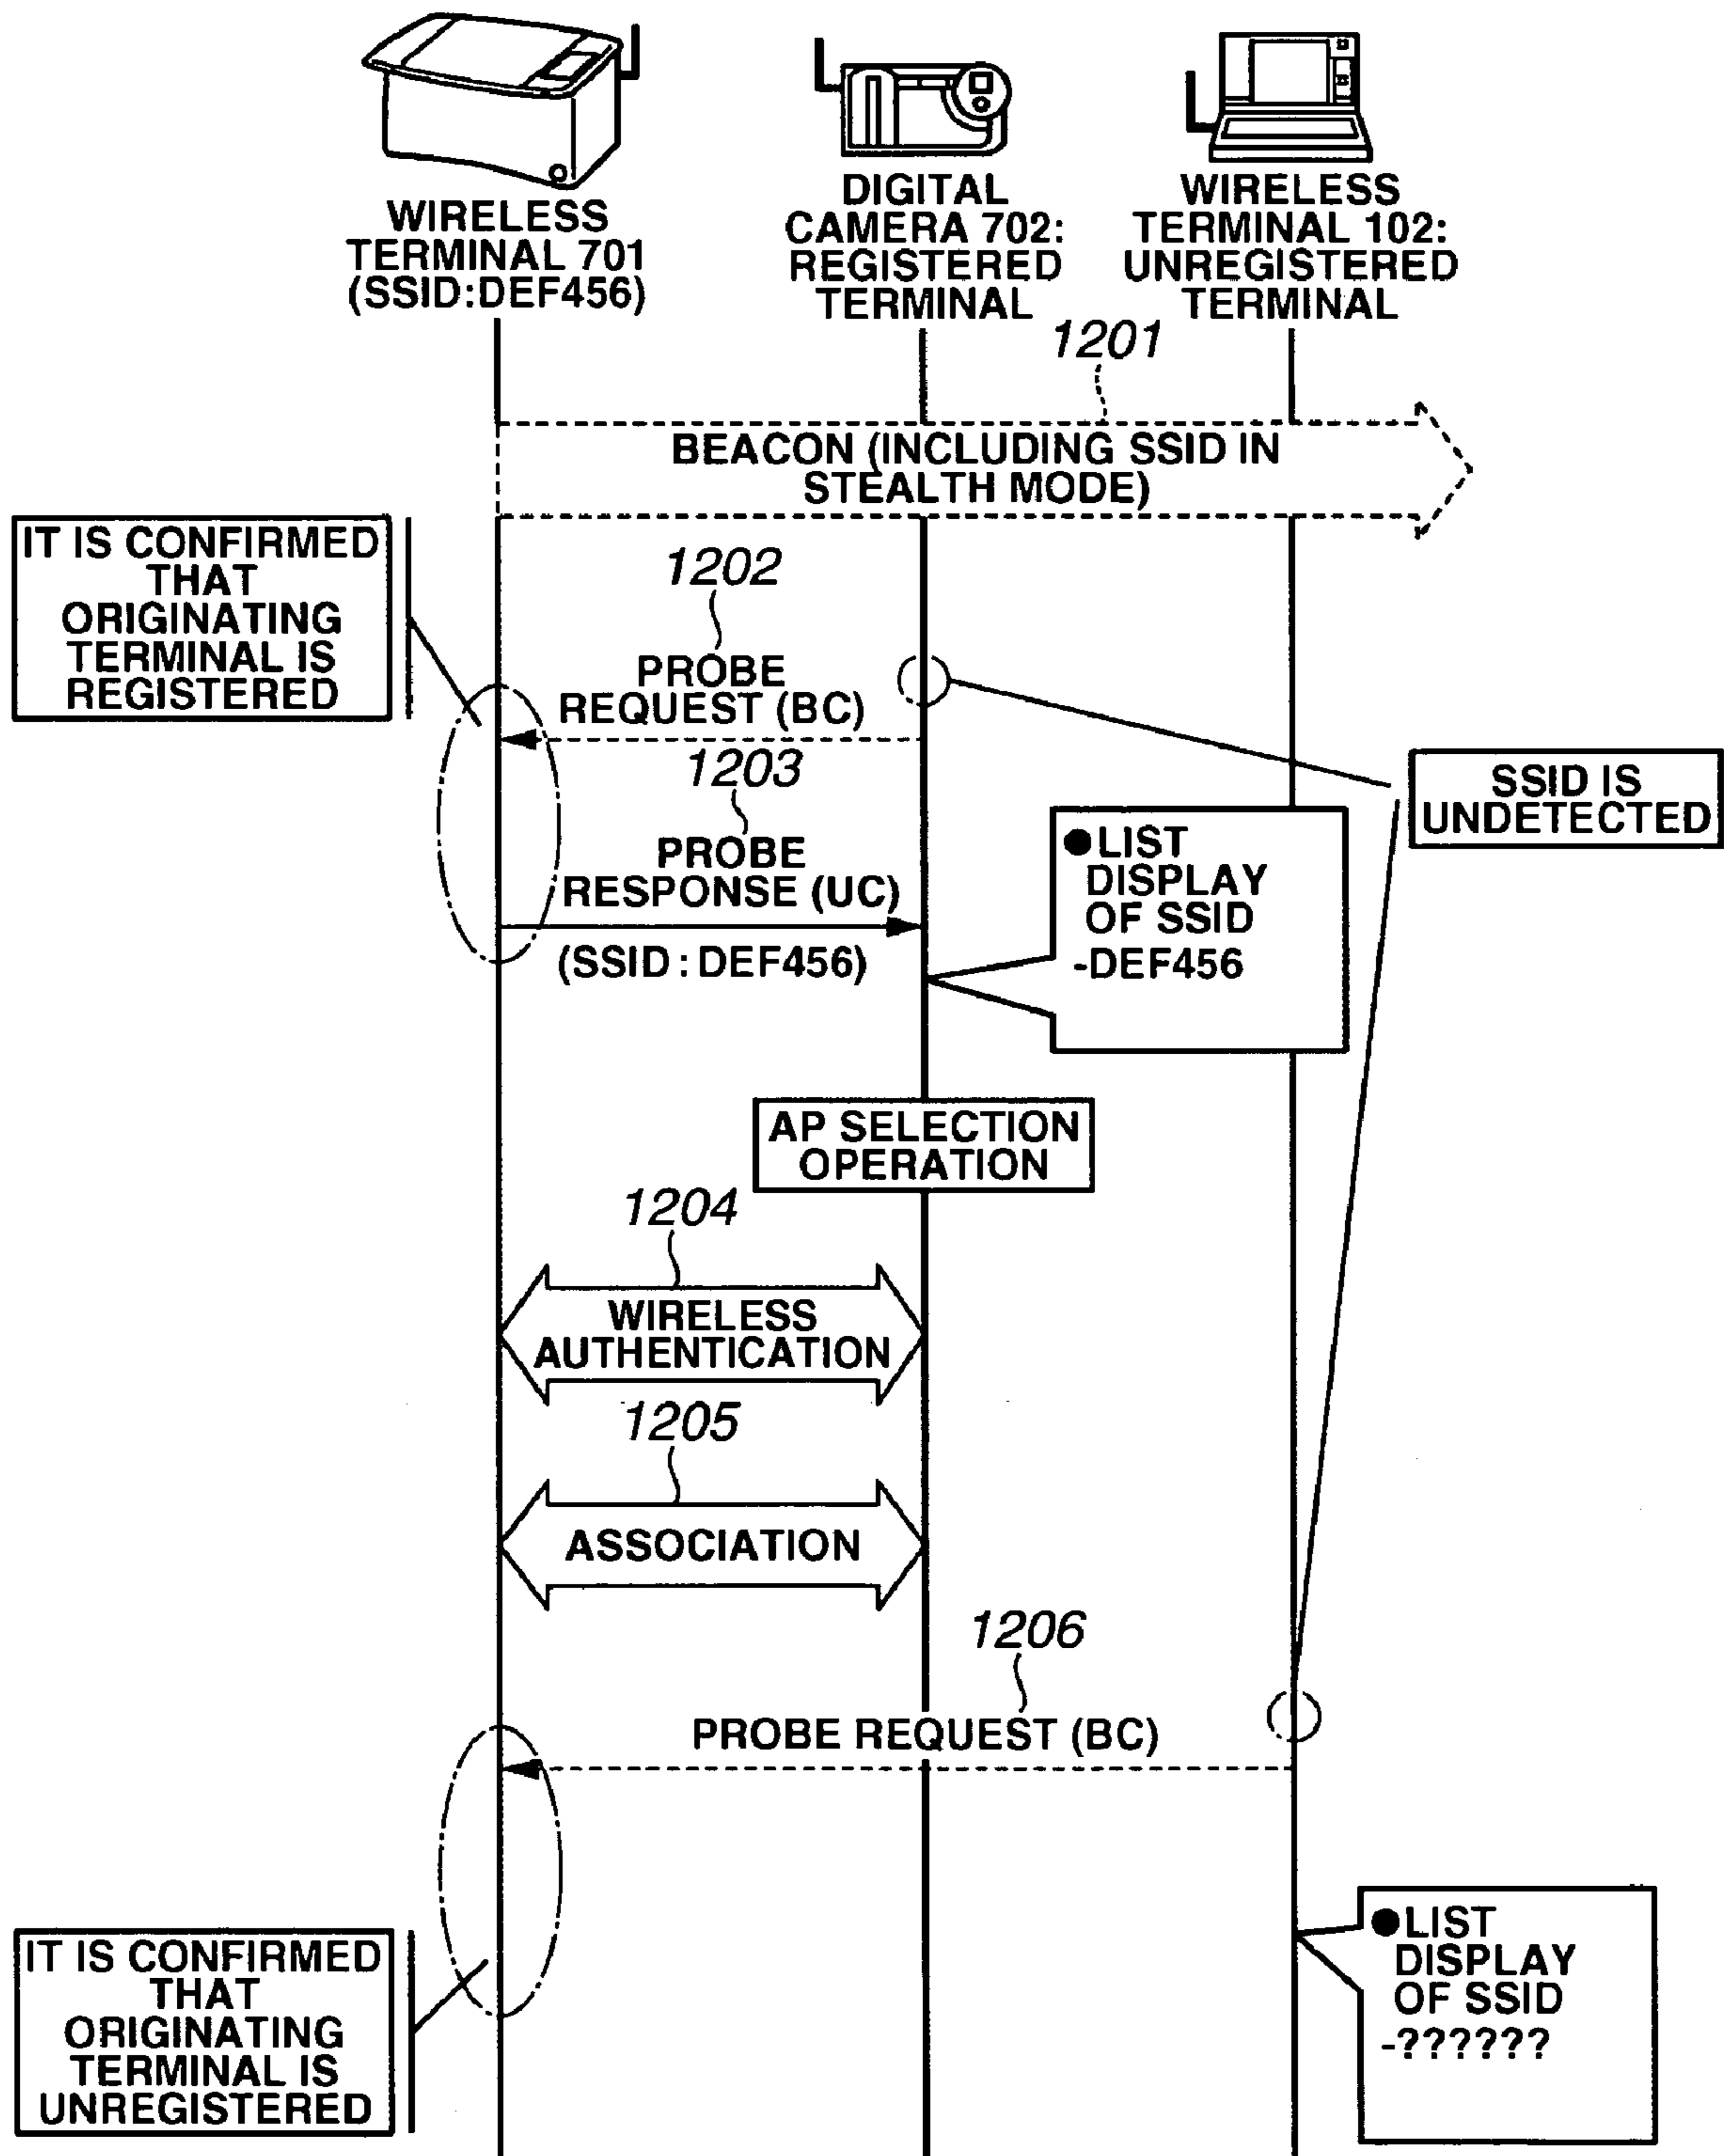 WIRELESS
TERMINAL 701
(SSID:DEF456)
DIGITAL
CAMERA 702:
REGISTERED
TERMINAL
WIRELESS
TERMINAL 102:
UNREGISTERED
TERMINAL
1201
BEACON (INCLUDING SSID IN
STEALTH MODE)
IT IS CONFIRMED
THAT
ORIGINATING
TERMINAL IS
REGISTERED
1202
PROBE
REQUEST (BC)
1203
PROBE
RESPONSE (UC)
(SSID : DEF456)
SSID IS
UNDETECTED
●LIST
DISPLAY
OF SSID
-DEF456
AP SELECTION
OPERATION
1204
WIRELESS
AUTHENTICATION
1205
ASSOCIATION
1206
PROBE REQUEST (BC)
IT IS CONFIRMED
THAT
ORIGINATING
TERMINAL IS
UNREGISTERED
●LIST
DISPLAY
OF SSID
-??????